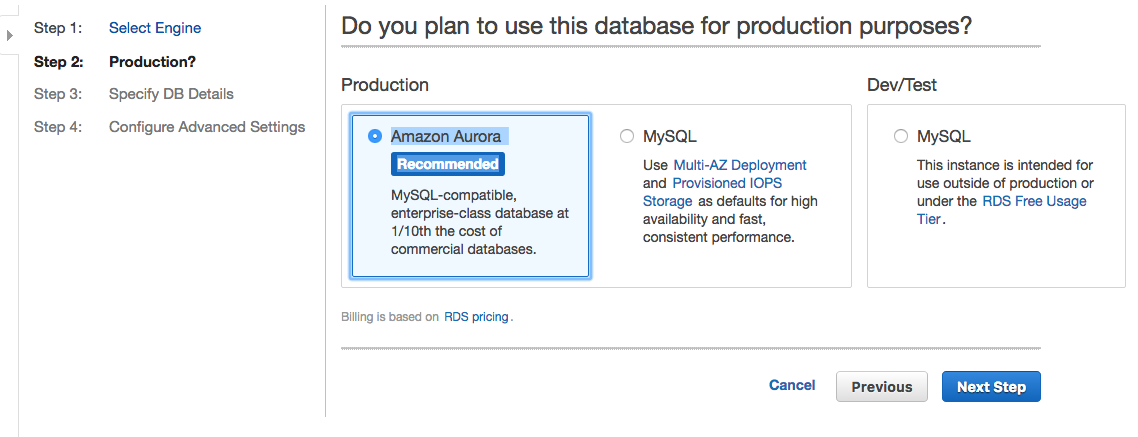 Step 1: Select Engine
Step 2: Production?
Step 3: Specify DB Details
Step 4: Configure Advanced Settings
Do you plan to use this database for production purposes?
Production
Amazon Aurora
Recommended
MySQL-compatible,
enterprise-class database at
1/10th the cost of
commercial databases.
MySQL
Use Multi-AZ Deployment
and Provisioned IOPS
Storage as defaults for high
availability and fast,
consistent performance.
Dev/Test
MySQL
This instance is intended for
use outside of production or
under the RDS Free Usage
Tier.
Billing is based on RDS pricing.
Cancel
Previous
Next Step